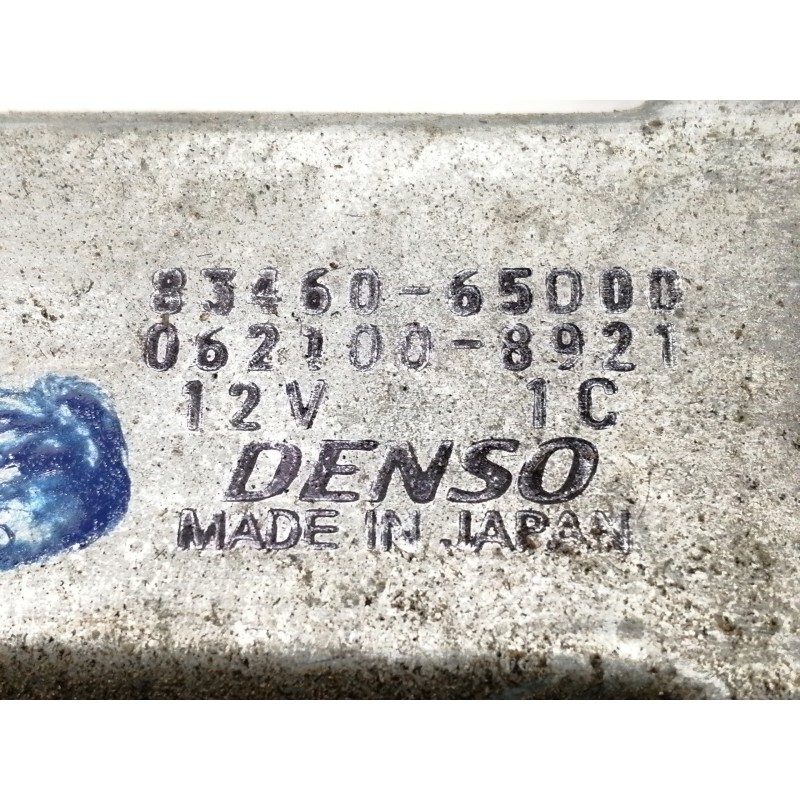 83460-65D00
062100-8921
12V 1C
DENSO
MADE IN JAPAN